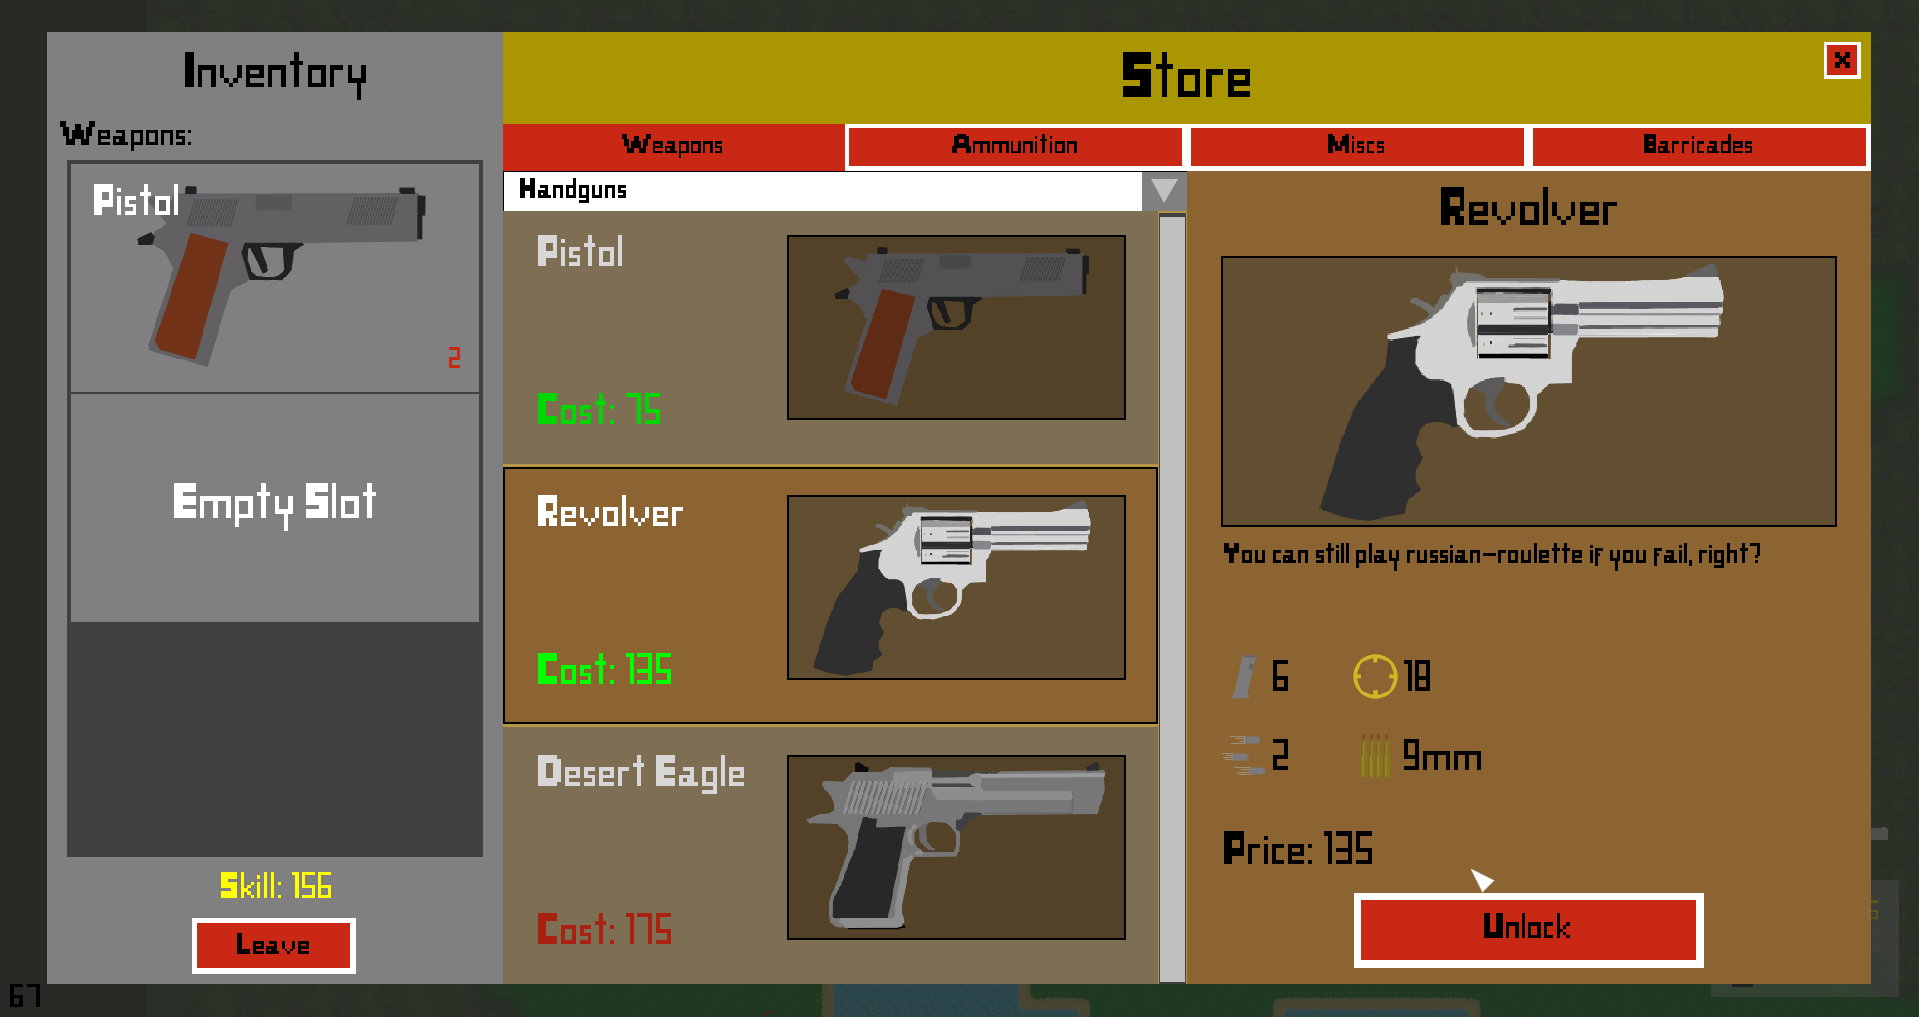 Inventory
Weapons:
Pistol
2
Empty Slot
Skill: 156
Leave
67
Store
X
Weapons
Ammunition
Miscs
Barricades
Handguns
Pistol
Cost: 75
Revolver
Cost: 135
Desert Eagle
Cost: 175
Revolver
You can still play russian-roulette if you fail, right?
6
18
2
9mm
Price: 135
Unlock